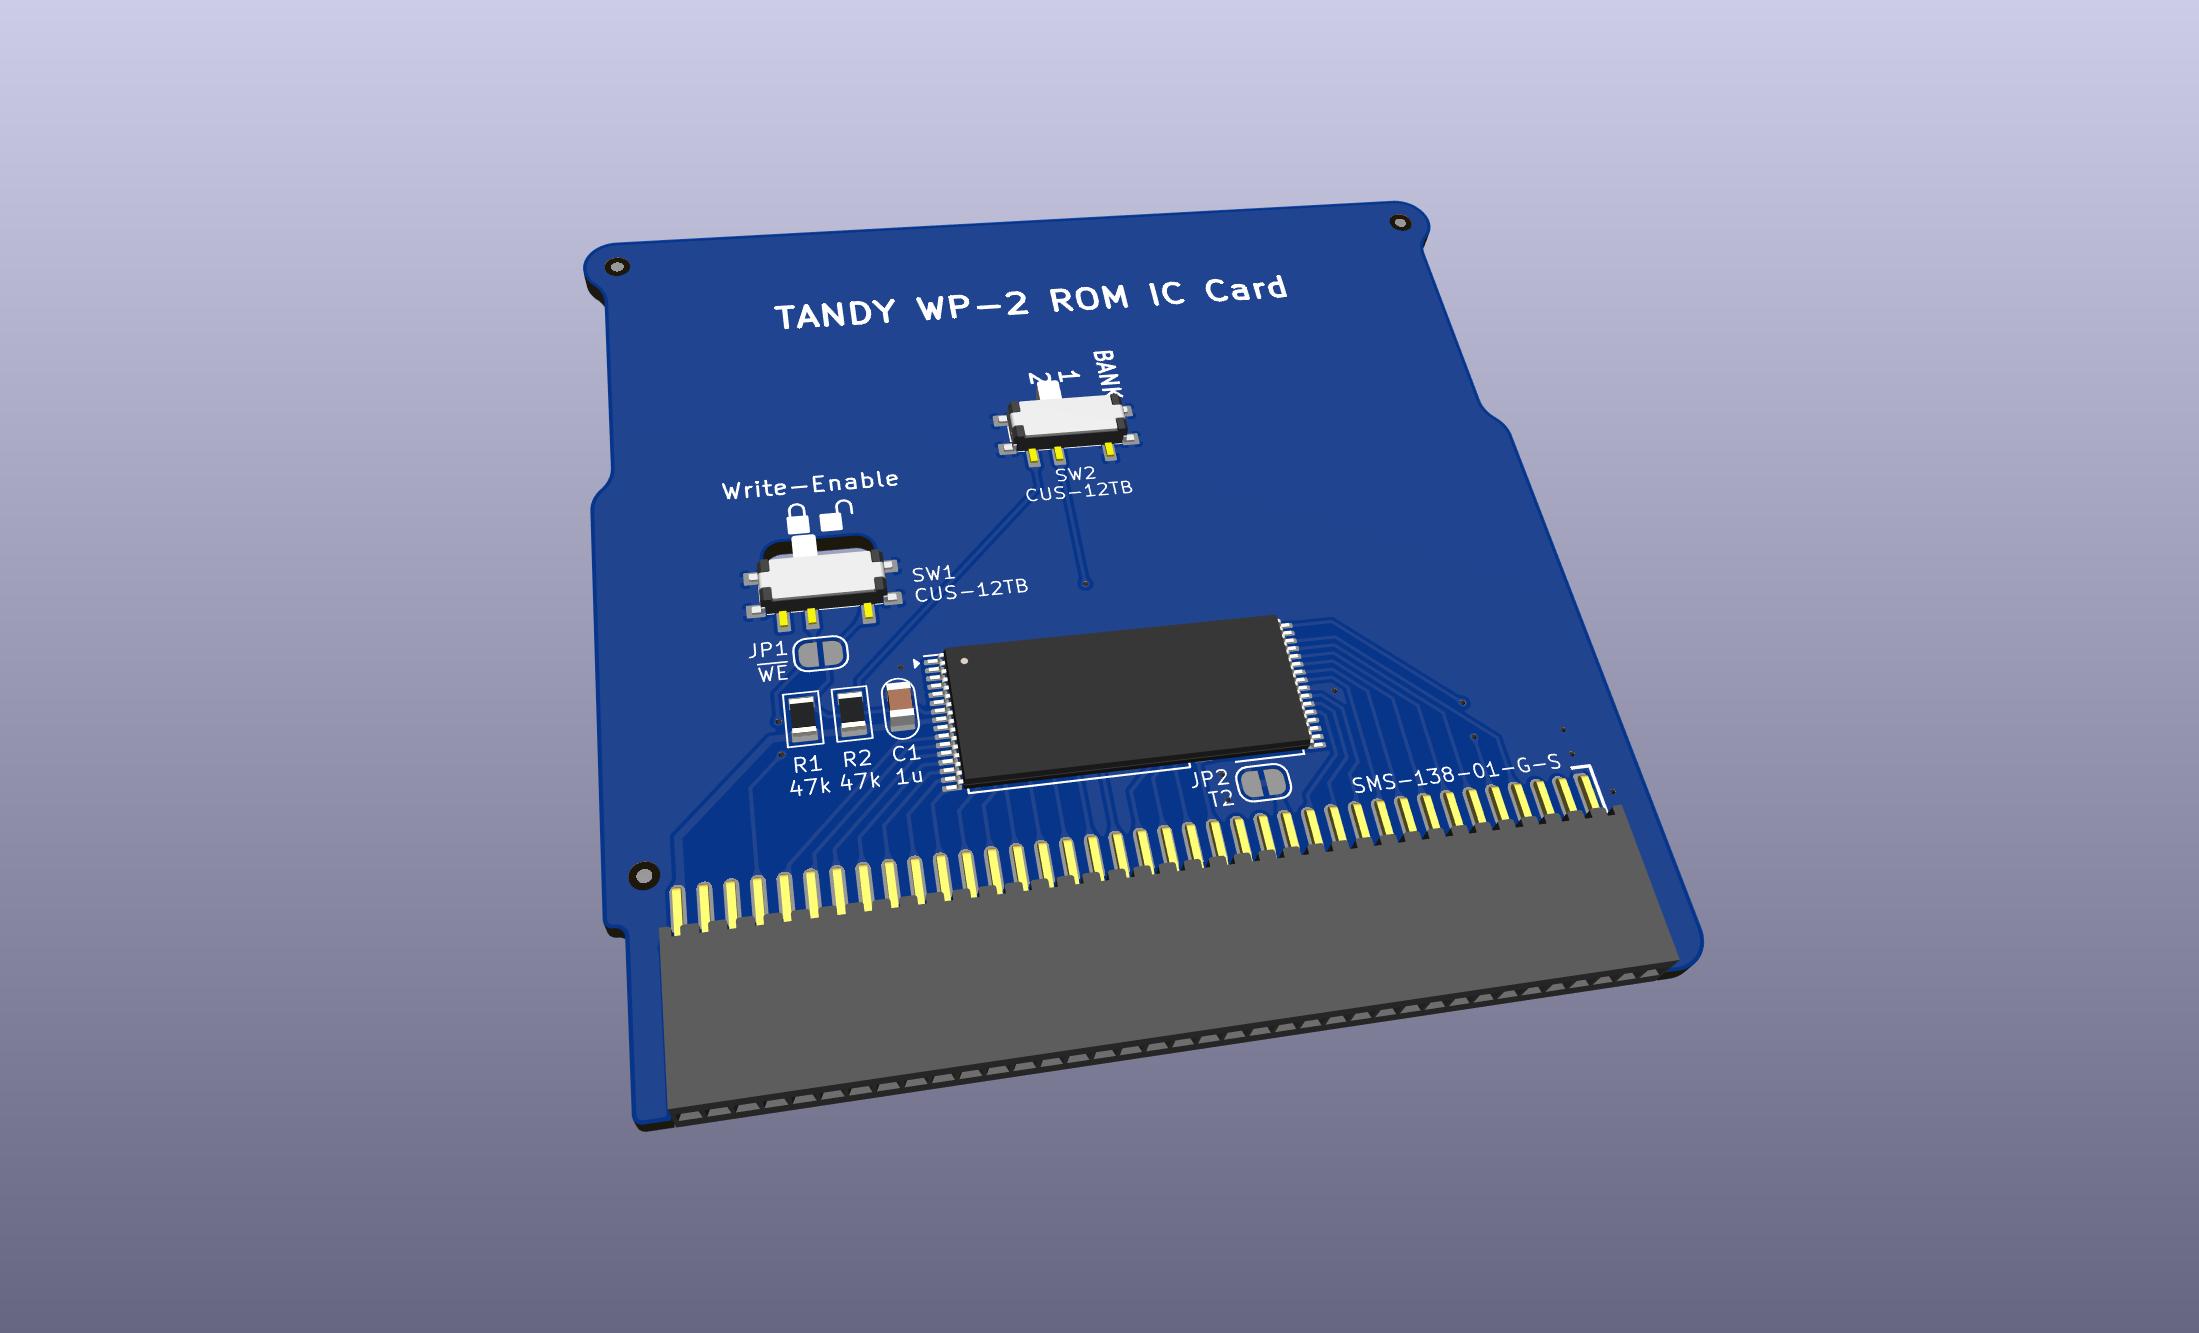 TANDY WP-2 ROM IC Card
BANK
1
2
SW2
CUS-12TB
Write-Enable
SW1
CUS-12TB
JP1
WE
R1
47k
R2
47k
C1
1u
JP2
T2
SMS-138-01-G-S